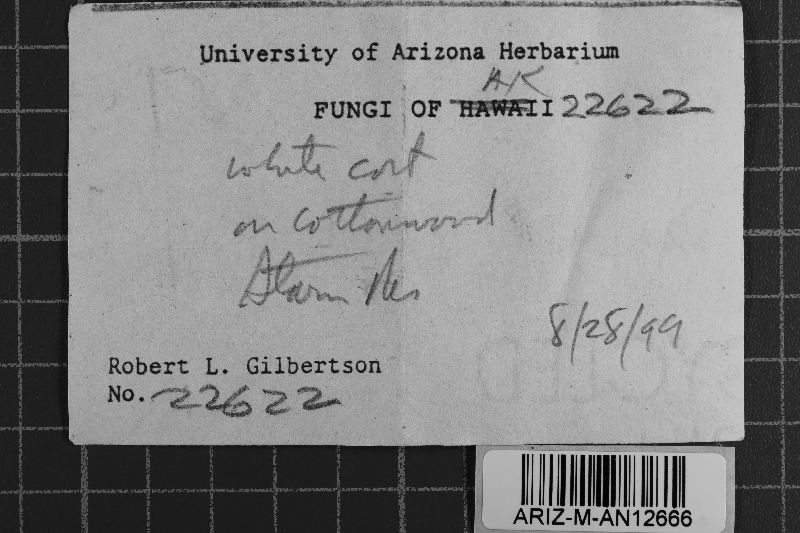 University of Arizona Herbarium
AK
FUNGI OF HAWAII 22622
white cort
on cottonwood
8/28/99
Robert L. Gilbertson
No. 22622
ARIZ-M-AN12666